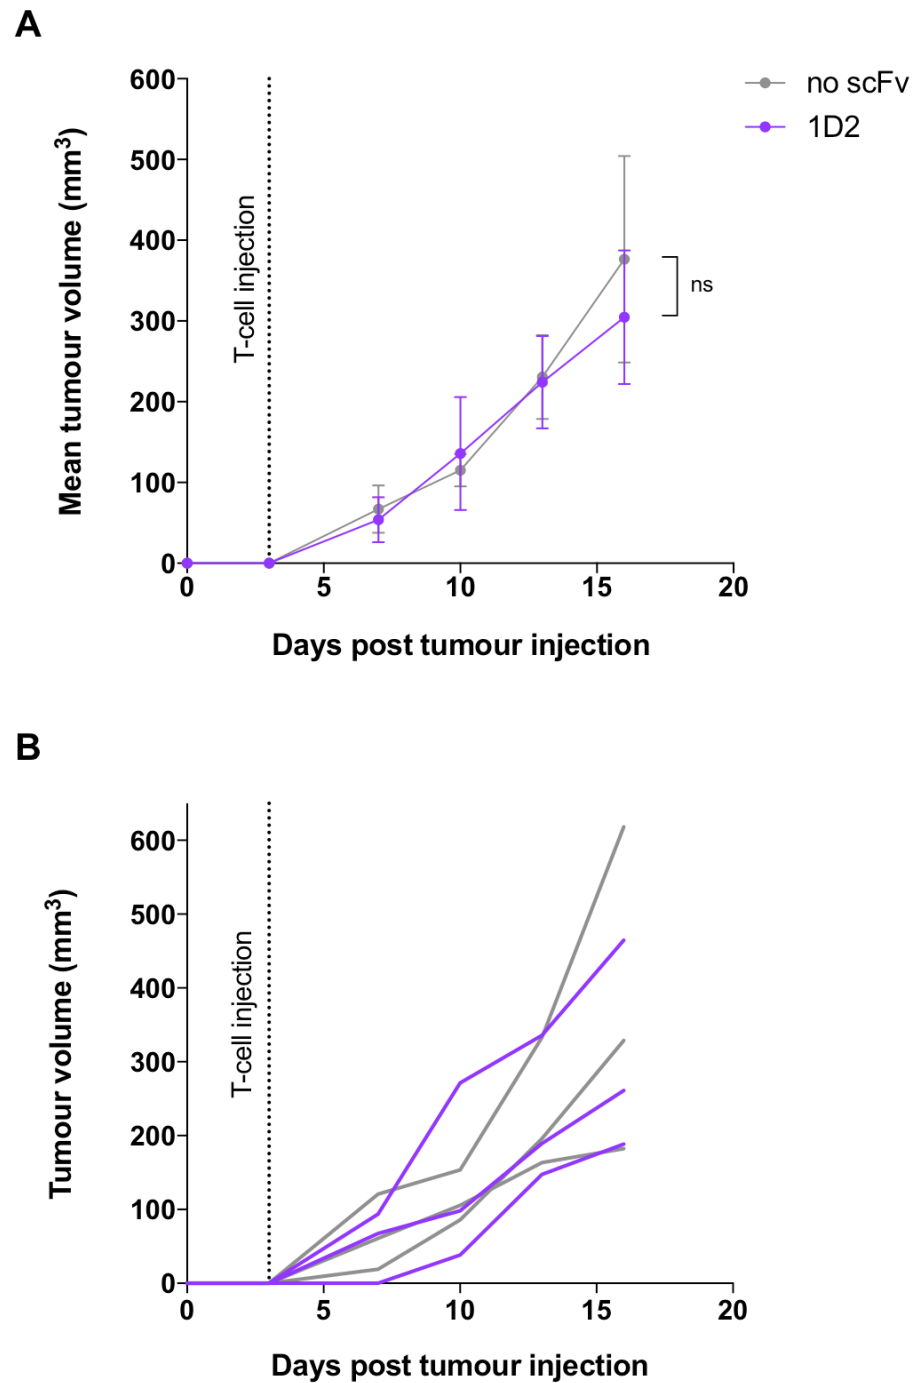 A
no scFv
1D2
600
500
400
300
200
100
0
Mean tumour volume (mm³)
T-cell injection
ns
0 5 10 15 20
Days post tumour injection
B
600
500
400
300
200
100
0
Tumour volume (mm³)
T-cell injection
0 5 10 15 20
Days post tumour injection